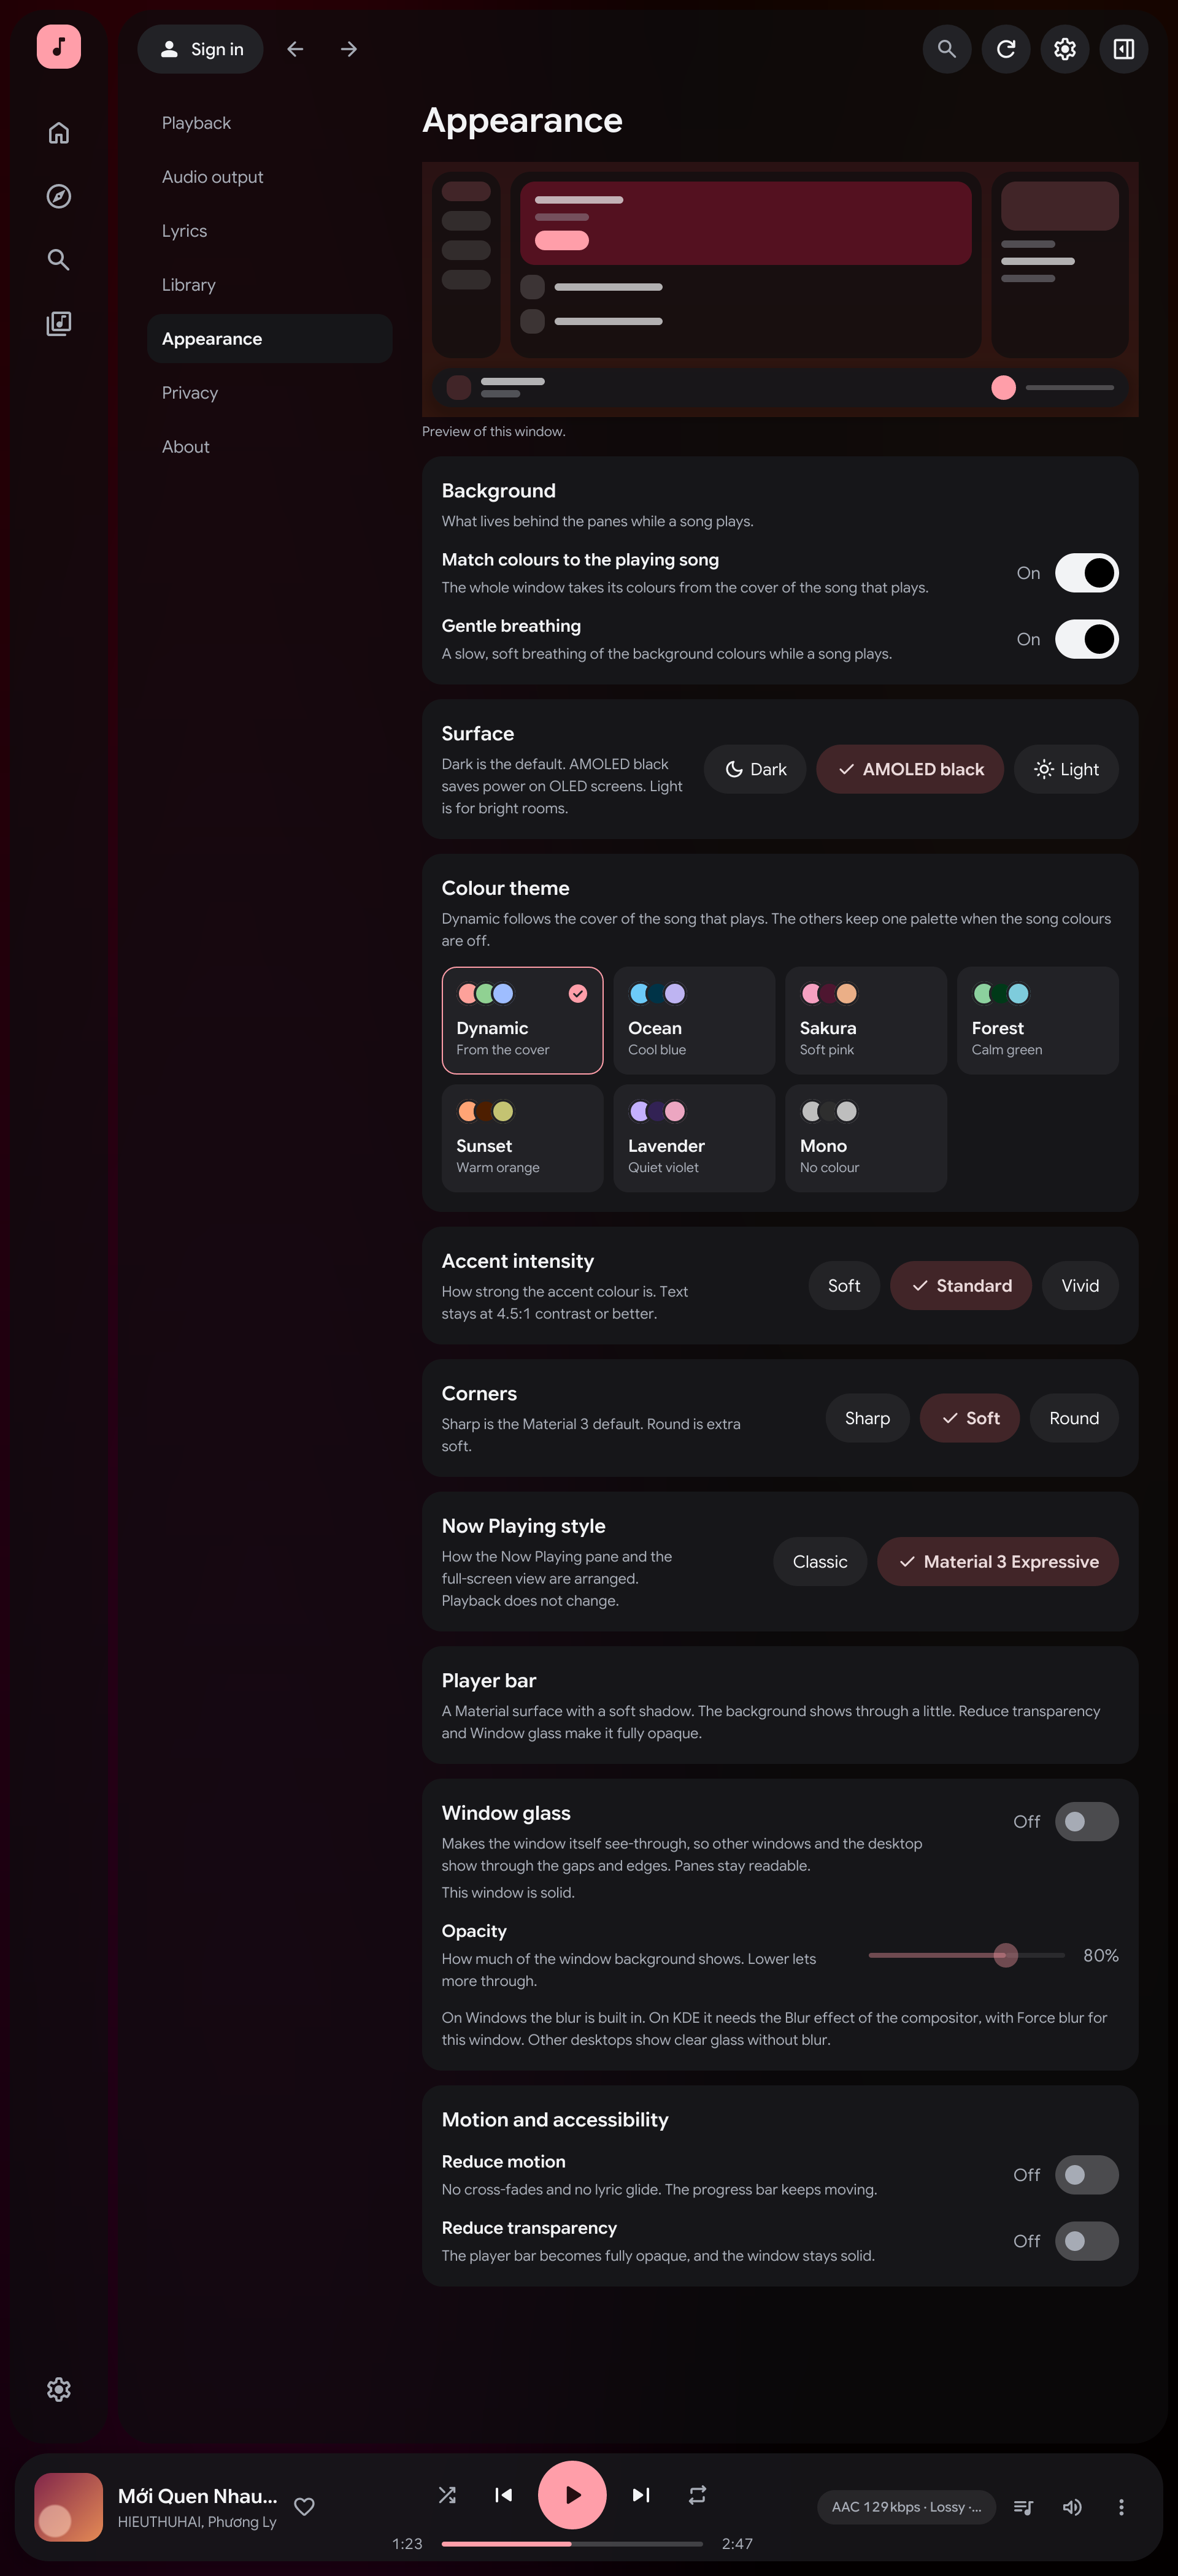 Sign in
Playback
Audio output
Lyrics
Library
Appearance
Privacy
About
Appearance
Preview of this window.
Background
What lives behind the panes while a song plays.
Match colours to the playing song
The whole window takes its colours from the cover of the song that plays.
On
Gentle breathing
A slow, soft breathing of the background colours while a song plays.
On
Surface
Dark is the default. AMOLED black
saves power on OLED screens. Light
is for bright rooms.
Dark
AMOLED black
Light
Colour theme
Dynamic follows the cover of the song that plays. The others keep one palette when the song colours
are off.
Dynamic
From the cover
Ocean
Cool blue
Sakura
Soft pink
Forest
Calm green
Sunset
Warm orange
Lavender
Quiet violet
Mono
No colour
Accent intensity
How strong the accent colour is. Text
stays at 4.5:1 contrast or better.
Soft
Standard
Vivid
Corners
Sharp is the Material 3 default. Round is extra
soft.
Sharp
Soft
Round
Now Playing style
How the Now Playing pane and the
full-screen view are arranged.
Playback does not change.
Classic
Material 3 Expressive
Player bar
A Material surface with a soft shadow. The background shows through a little. Reduce transparency
and Window glass make it fully opaque.
Window glass
Makes the window itself see-through, so other windows and the desktop
show through the gaps and edges. Panes stay readable.
This window is solid.
Off
Opacity
How much of the window background shows. Lower lets
more through.
80%
On Windows the blur is built in. On KDE it needs the Blur effect of the compositor, with Force blur for
this window. Other desktops show clear glass without blur.
Motion and accessibility
Reduce motion
No cross-fades and no lyric glide. The progress bar keeps moving.
Off
Reduce transparency
The player bar becomes fully opaque, and the window stays solid.
Off
Mới Quen Nhau...
HIEUTHUHAI, Phương Ly
1:23
2:47
AAC 129 kbps · Lossy ·...